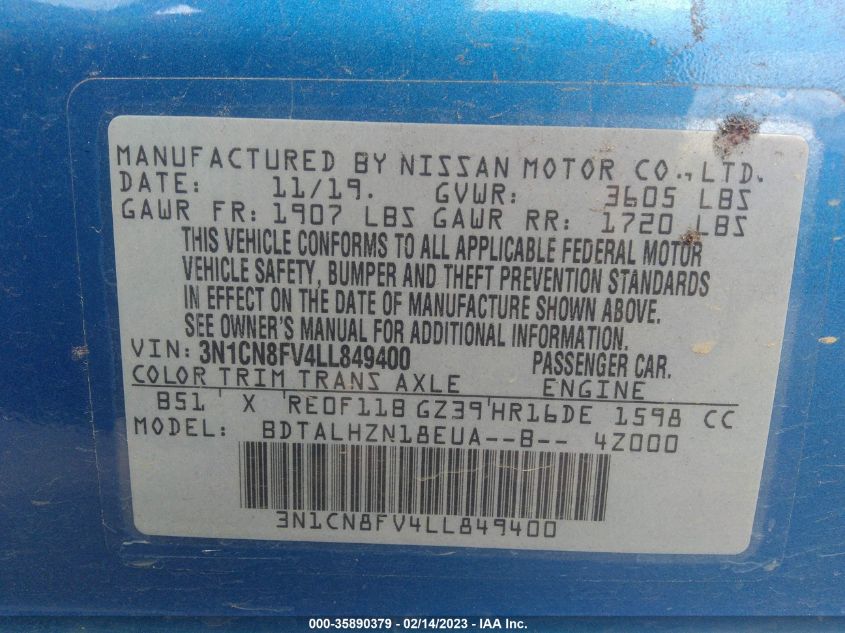 MANUFACTURED BY NISSAN MOTOR CO.,LTD.
DATE: 11/19. GVWR: 3605 LBS
GAWR FR: 1907 LBS GAWR RR: 1720 LBS
THIS VEHICLE CONFORMS TO ALL APPLICABLE FEDERAL MOTOR
VEHICLE SAFETY, BUMPER AND THEFT PREVENTION STANDARDS
IN EFFECT ON THE DATE OF MANUFACTURE SHOWN ABOVE.
SEE OWNER'S MANUAL FOR ADDITIONAL INFORMATION.
VIN: 3N1CN8FV4LL849400 PASSENGER CAR.
COLOR TRIM TRANS AXLE ENGINE
B51 X RE0F11B GZ39 HR16DE 1598 CC
MODEL: BDTALHZN18EUA--B-- 4Z000
3N1CN8FV4LL849400
000-35890379 - 02/14/2023 - IAA Inc.